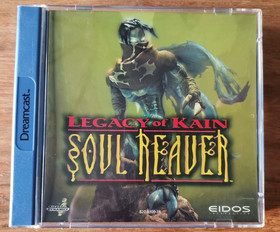 Dreamcast
LEGACY of KAIN
SOUL REAVER
EIDOS